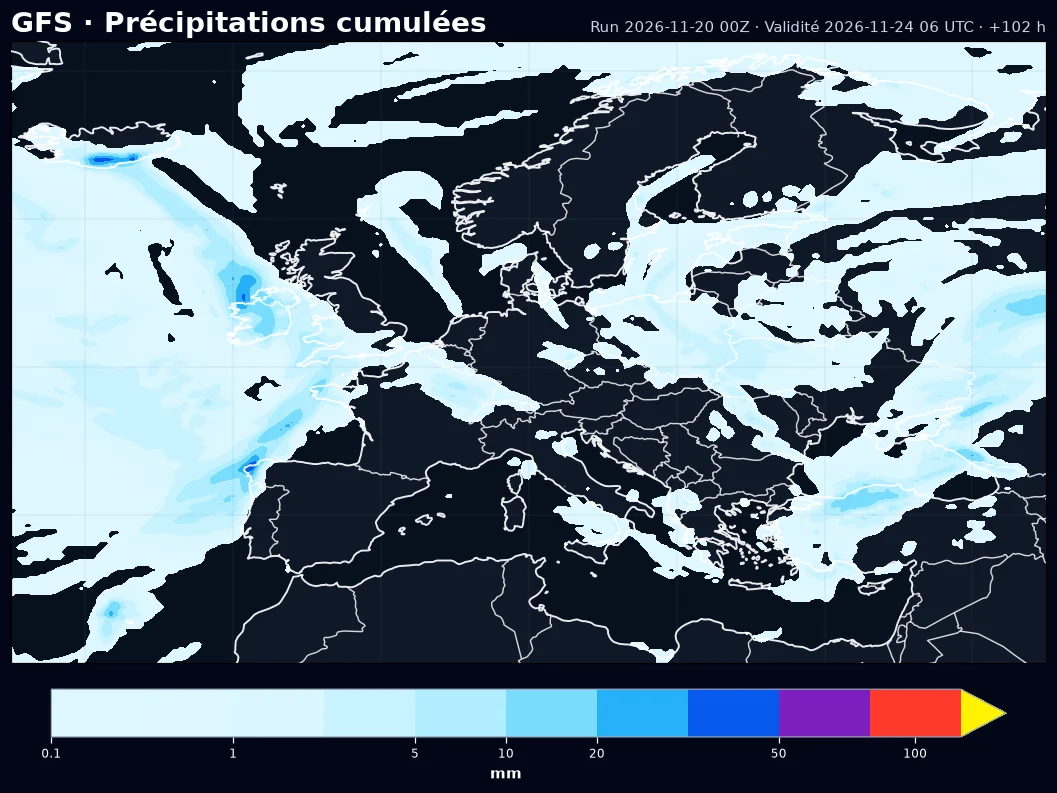 GFS · Précipitations cumulées
Run 2026-11-20 00Z · Validité 2026-11-24 06 UTC · +102 h
0.1 1 5 10 20 50 100
mm